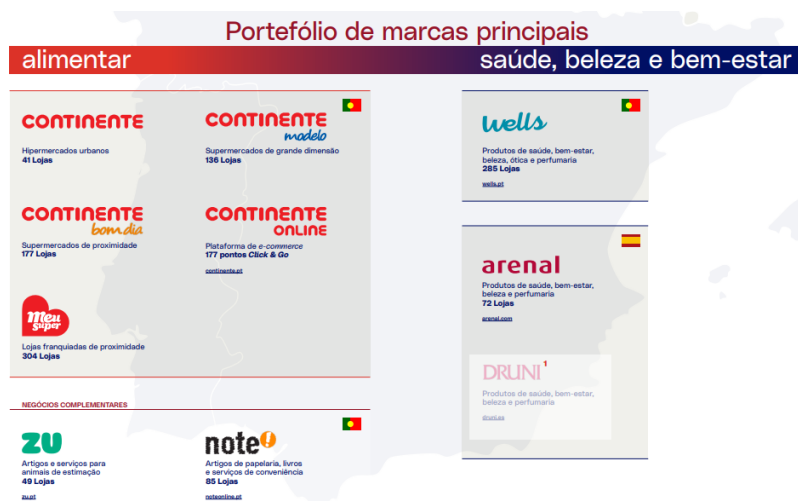 Portefólio de marcas principais
alimentar
saúde, beleza e bem-estar
CONTINENTE
Hipermercados urbanos
41 Lojas
CONTINENTE
modelo
Supermercados de grande dimensão
136 Lojas
CONTINENTE
bom dia
Supermercados de proximidade
177 Lojas
CONTINENTE
ONLINE
Plataforma de e-commerce
177 pontos Click & Go
continente.pt
meu
super
Lojas franquiadas de proximidade
304 Lojas
NEGÓCIOS COMPLEMENTARES
ZU
Artigos e serviços para
animais de estimação
49 Lojas
zu.pt
note!
Artigos de papelaria, livros
e serviços de conveniência
85 Lojas
noteonline.pt
wells
Produtos de saúde, bem-estar,
beleza, ótica e perfumaria
285 Lojas
wells.pt
arenal
Produtos de saúde, bem-estar,
beleza e perfumaria
72 Lojas
arenal.com
DRUNI 1
Produtos de saúde, bem-estar,
beleza e perfumaria
druni.es